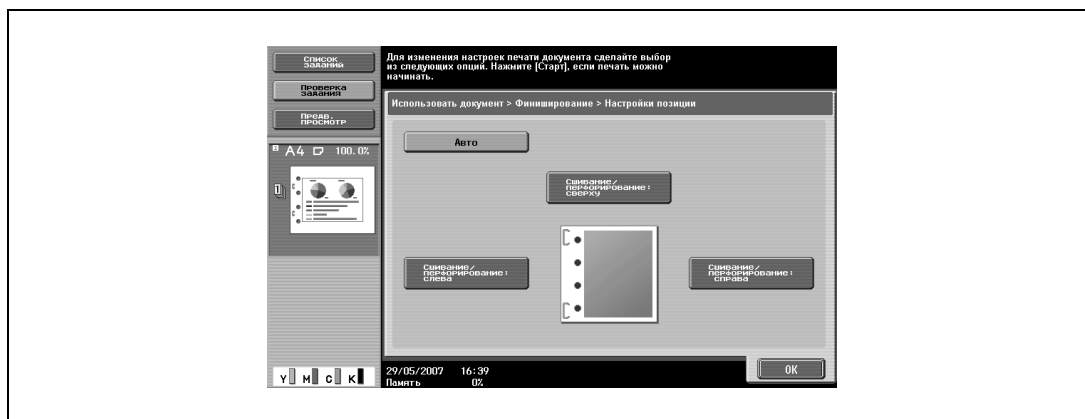 Список
задания
Проверка
задания
Предв.
просмотр
A4 100.0%
1
Y M C K
Для изменения настроек печати документа сделайте выбор
из следующих опций. Нажмите [Старт], если печать можно
начинать.
Использовать документ > Финиширование > Настройки позиции
Авто
Сшивание/
перфорирование:
сверху
Сшивание/
перфорирование:
слева
Сшивание/
перфорирование:
справа
29/05/2007 16:39
Память 0%
OK